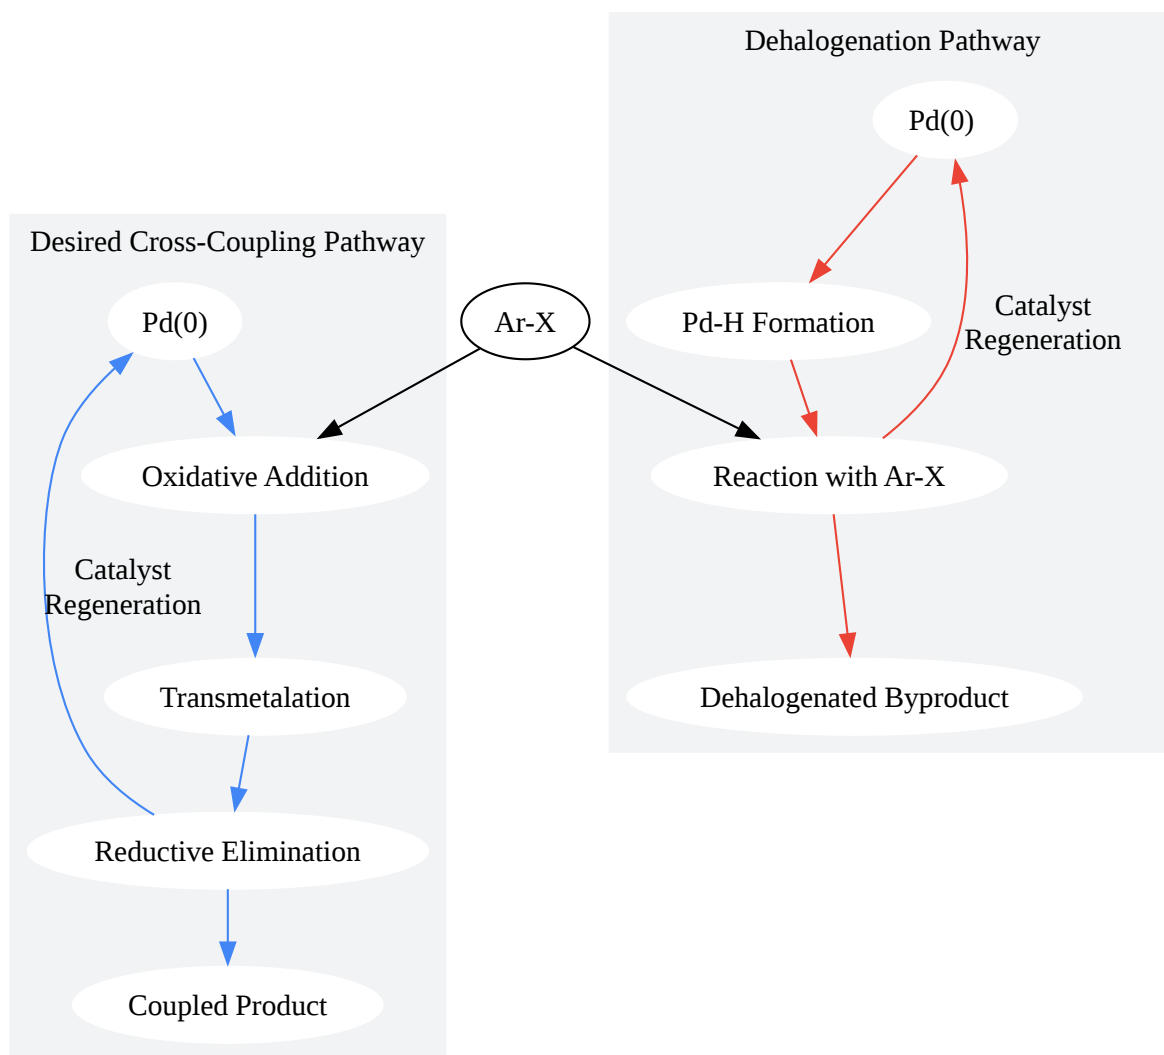 Dehalogenation Pathway
Pd(0)
Desired Cross-Coupling Pathway
Pd(0)
Ar-X
Pd-H Formation
Catalyst
Regeneration
Oxidative Addition
Reaction with Ar-X
Catalyst
Regeneration
Transmetalation
Dehalogenated Byproduct
Reductive Elimination
Coupled Product